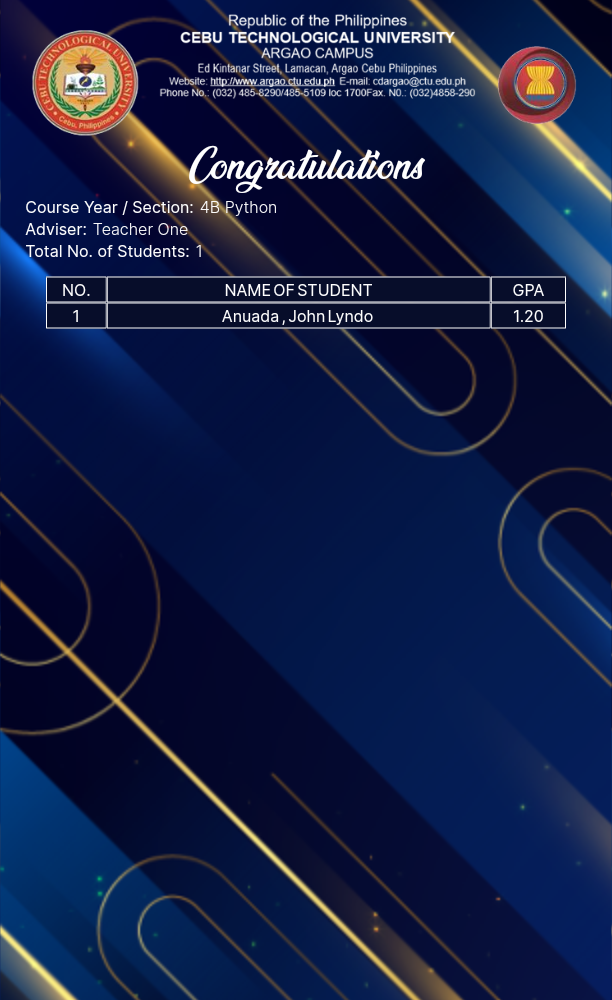 Republic of the Philippines
CEBU TECHNOLOGICAL UNIVERSITY
ARGAO CAMPUS
Ed Kintanar Street, Lamacan, Argao Cebu Philippines
Website: http://www.argao.ctu.edu.ph E-mail: cdargao@ctu.edu.ph
Phone No.: (032) 485-8290/485-5109 loc 1700Fax. N0.: (032)4858-290
CEBU TECHNOLOGICAL UNIVERSITY
Cebu, Philippines
Congratulations
Course Year / Section: 4B Python
Adviser: Teacher One
Total No. of Students: 1
NO. NAME OF STUDENT GPA
1 Anuada , John Lyndo 1.20